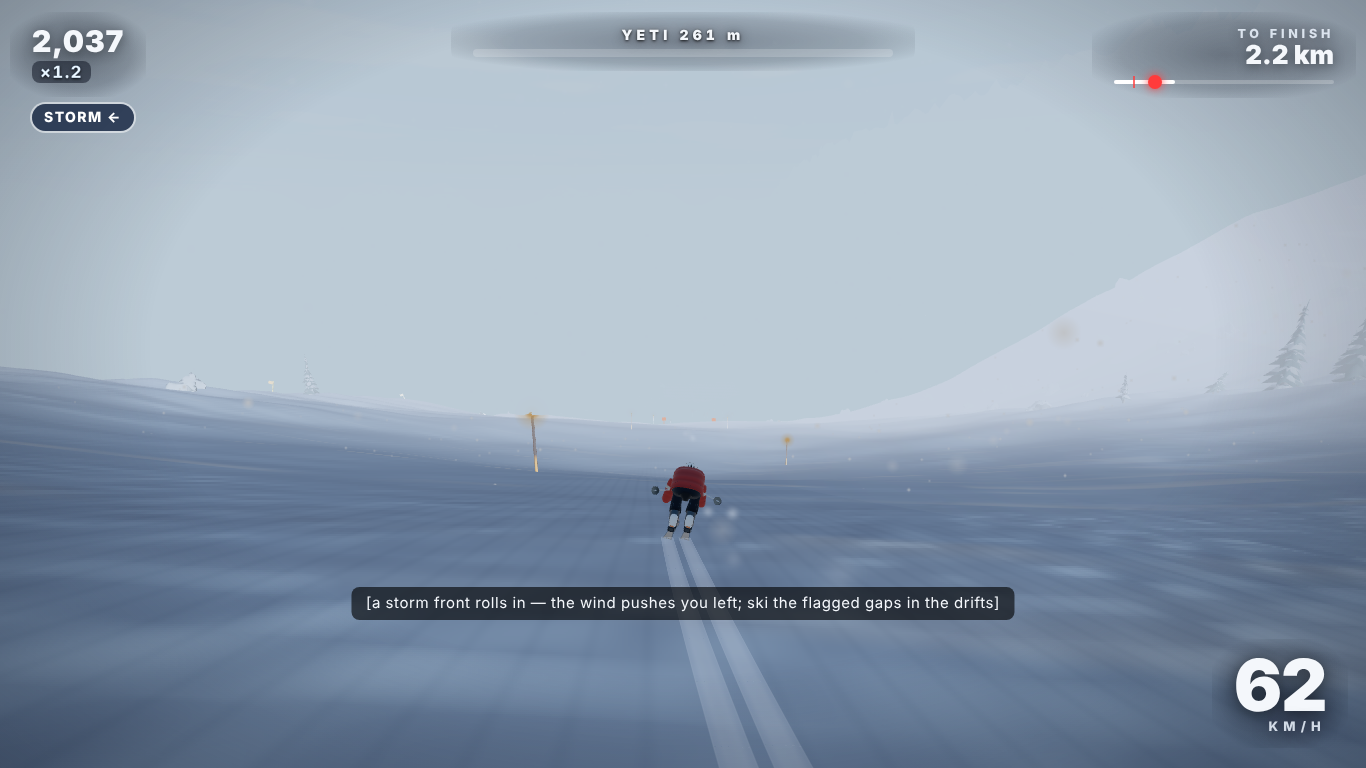 2,037
×1.2
STORM ←
YETI 261 m
TO FINISH
2.2 km
[a storm front rolls in — the wind pushes you left; ski the flagged gaps in the drifts]
62
KM/H